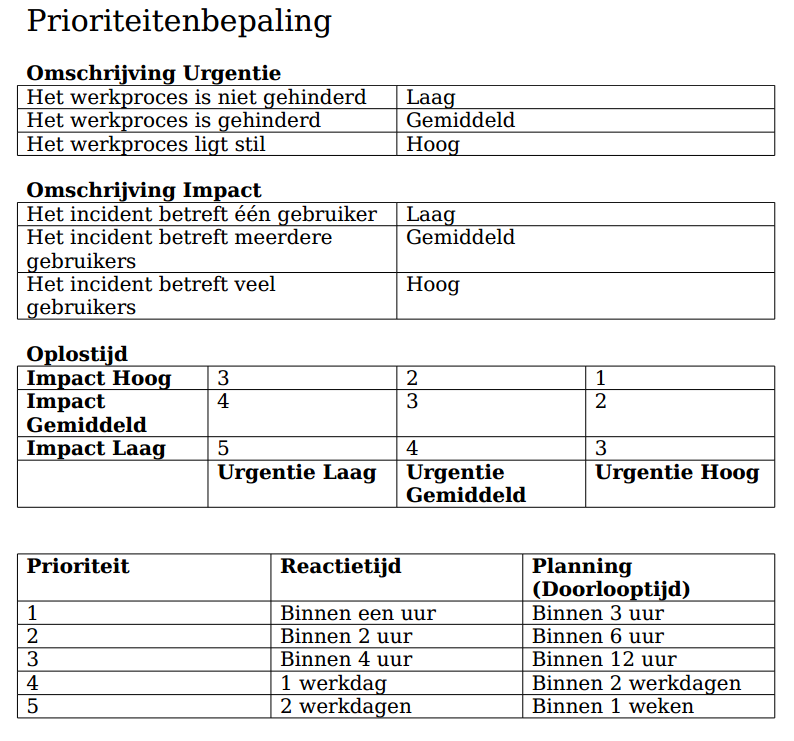 Prioriteitenbepaling
Omschrijving Urgentie
Het werkproces is niet gehinderd Laag
Het werkproces is gehinderd Gemiddeld
Het werkproces ligt stil Hoog
Omschrijving Impact
Het incident betreft één gebruiker Laag
Het incident betreft meerdere Gemiddeld
gebruikers
Het incident betreft veel Hoog
gebruikers
Oplostijd
Impact Hoog 3 2 1
Impact 4 3 2
Gemiddeld
Impact Laag 5 4 3
Urgentie Laag Urgentie Urgentie Hoog
Gemiddeld
Prioriteit Reactietijd Planning
(Doorlooptijd)
1 Binnen een uur Binnen 3 uur
2 Binnen 2 uur Binnen 6 uur
3 Binnen 4 uur Binnen 12 uur
4 1 werkdag Binnen 2 werkdagen
5 2 werkdagen Binnen 1 weken